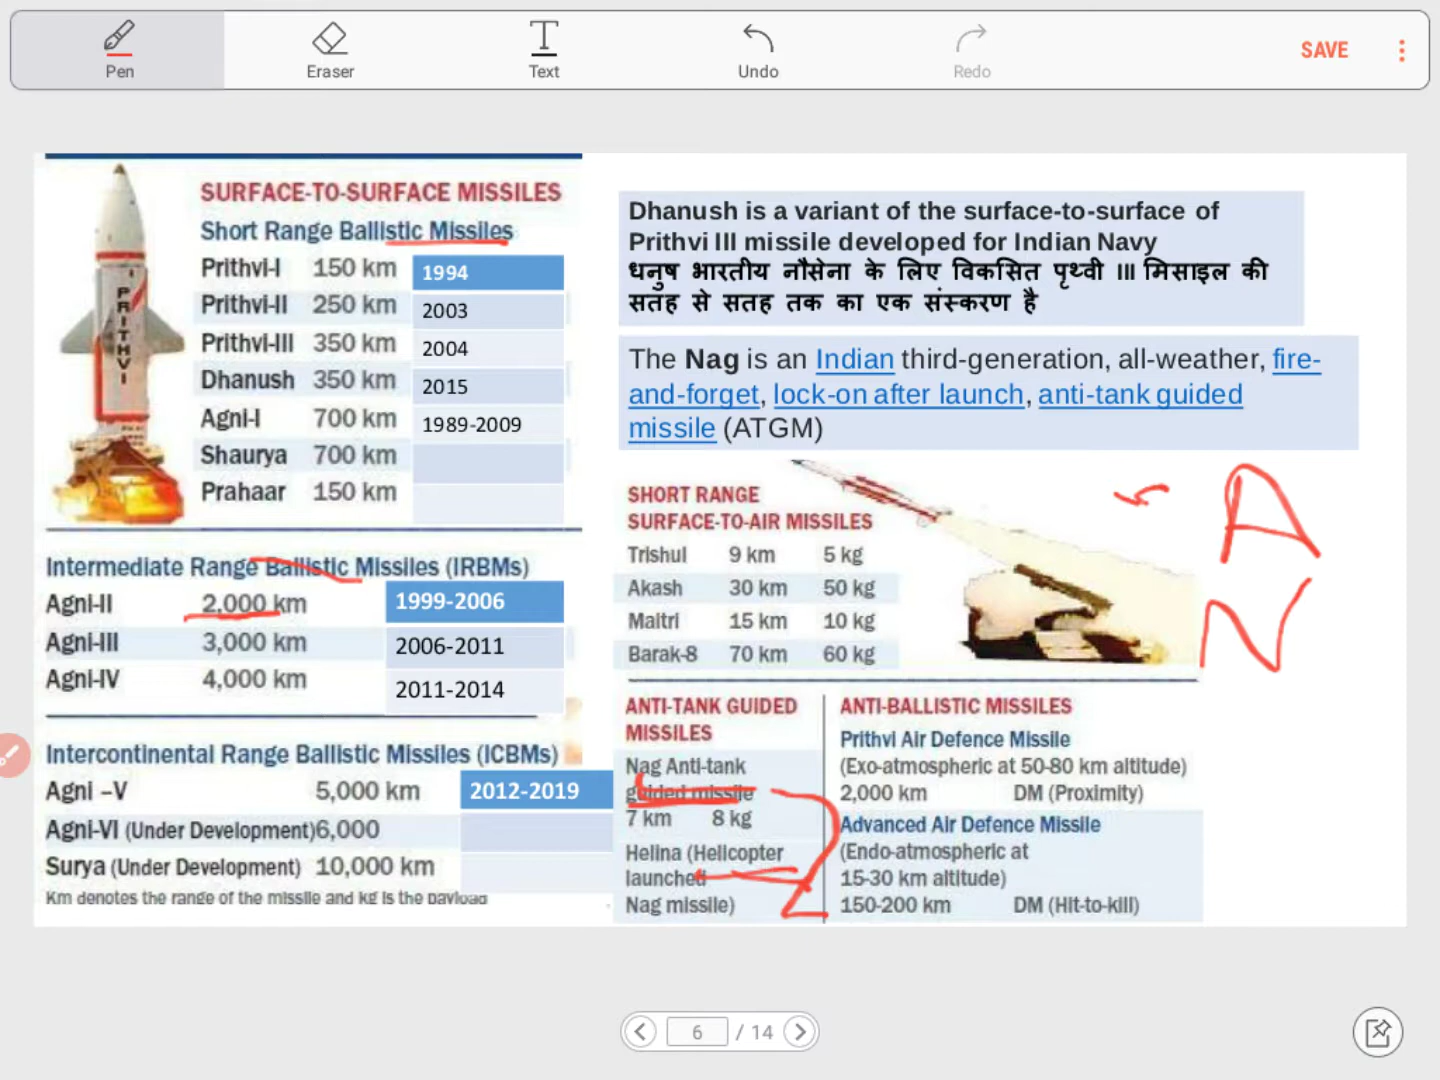 Pen
Eraser
Text
Undo
Redo
SAVE
SURFACE-TO-SURFACE MISSILES
Short Range Ballistic Missiles
Prithvi-I 150 km 1994
Prithvi-II 250 km 2003
Prithvi-III 350 km 2004
Dhanush 350 km 2015
Agni-I 700 km 1989-2009
Shaurya 700 km
Prahaar 150 km
PRITHVI
Intermediate Range Ballistic Missiles (IRBMs)
Agni-II 2,000 km 1999-2006
Agni-III 3,000 km 2006-2011
Agni-IV 4,000 km 2011-2014
Intercontinental Range Ballistic Missiles (ICBMs)
Agni –V 5,000 km 2012-2019
Agni-VI (Under Development)6,000
Surya (Under Development) 10,000 km
Km denotes the range of the missile and kg is the payload
Dhanush is a variant of the surface-to-surface of
Prithvi III missile developed for Indian Navy
धनुष भारतीय नौसेना के लिए विकसित पृथ्वी III मिसाइल की
सतह से सतह तक का एक संस्करण है
The Nag is an Indian third-generation, all-weather, fire-
and-forget, lock-on after launch, anti-tank guided
missile (ATGM)
SHORT RANGE
SURFACE-TO-AIR MISSILES
Trishul 9 km 5 kg
Akash 30 km 50 kg
Maitri 15 km 10 kg
Barak-8 70 km 60 kg
A
N
ANTI-TANK GUIDED
MISSILES
Nag Anti-tank
guided missile
7 km 8 kg
Helina (Helicopter
launched
Nag missile)
ANTI-BALLISTIC MISSILES
Prithvi Air Defence Missile
(Exo-atmospheric at 50-80 km altitude)
2,000 km DM (Proximity)
Advanced Air Defence Missile
(Endo-atmospheric at
15-30 km altitude)
150-200 km DM (Hit-to-kill)
6 / 14